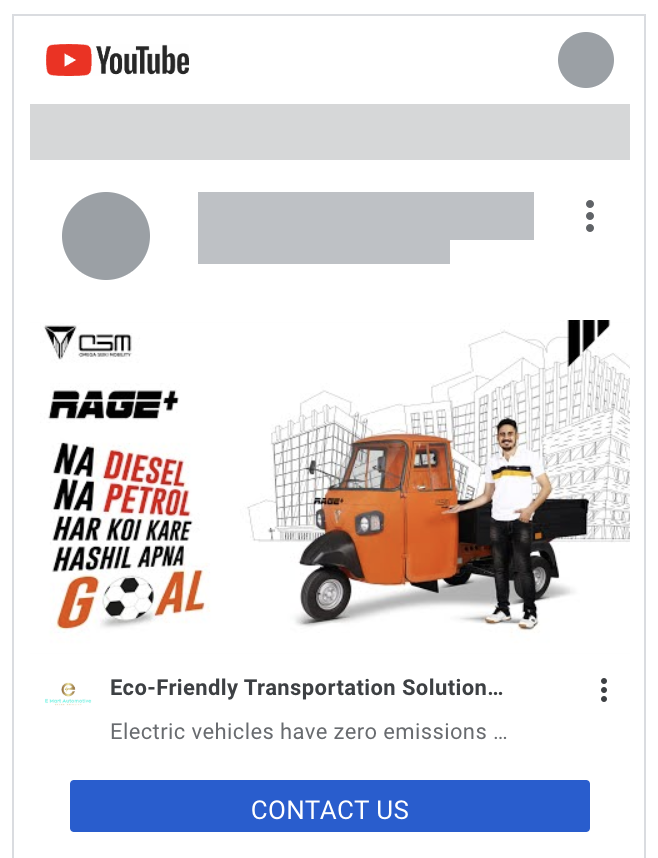 YouTube
OSM
OMEGA SEIKI MOBILITY
RAGE+
NA DIESEL
NA PETROL
HAR KOI KARE
HASHIL APNA
GOAL
RAGE+
Eco-Friendly Transportation Solution…
Electric vehicles have zero emissions …
CONTACT US